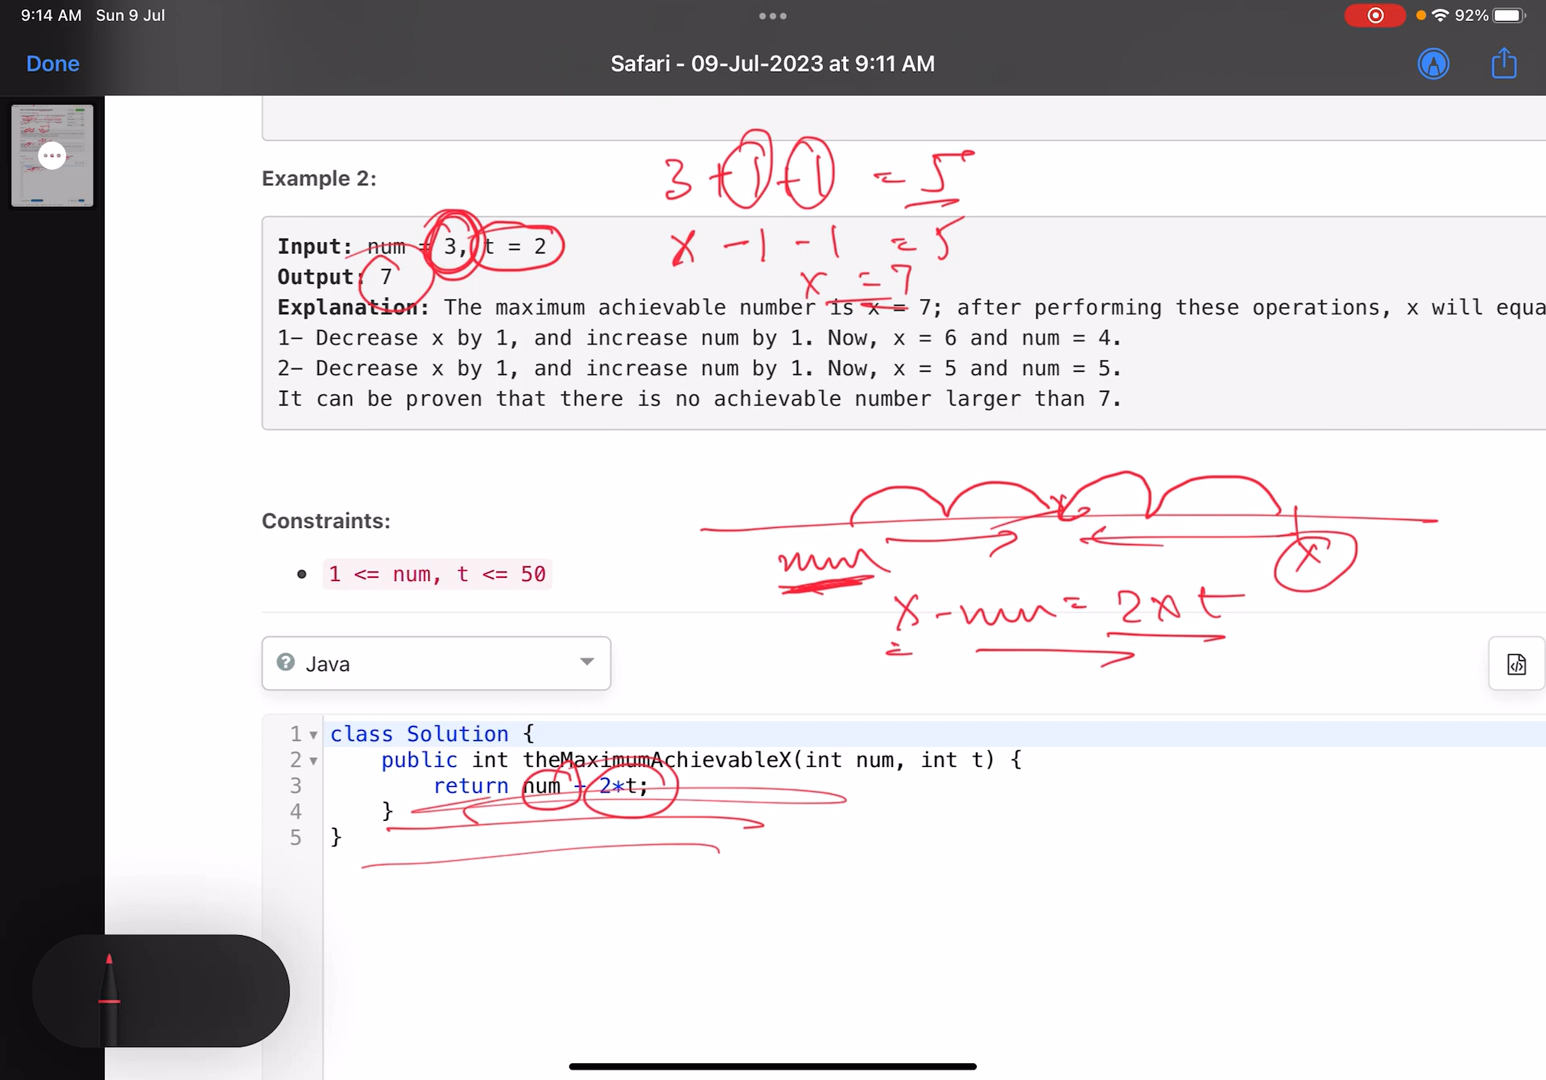 9:14 AM Sun 9 Jul
92%
Done
Safari - 09-Jul-2023 at 9:11 AM
3 + 1 + 1 = 5
Example 2:
x - 1 - 1 = 5
Input: num = 3, t = 2
x = 7
Output: 7
Explanation: The maximum achievable number is x = 7; after performing these operations, x will equa
1- Decrease x by 1, and increase num by 1. Now, x = 6 and num = 4.
2- Decrease x by 1, and increase num by 1. Now, x = 5 and num = 5.
It can be proven that there is no achievable number larger than 7.
Constraints:
num
x
1 <= num, t <= 50
x - num = 2 x t
Java
1 class Solution {
2 public int theMaximumAchievableX(int num, int t) {
3 return num + 2*t;
4 }
5 }